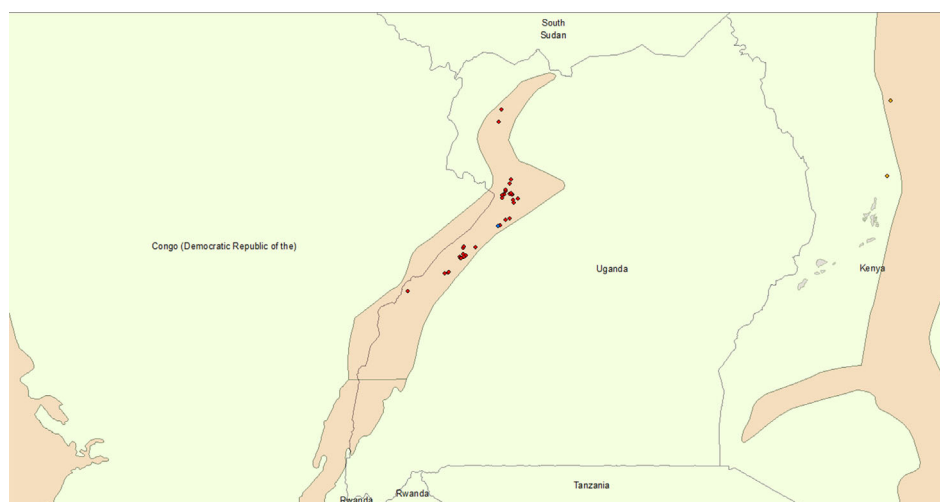 South
Sudan
Congo (Democratic Republic of the)
Uganda
Kenya
Tanzania
Rwanda
Rwanda